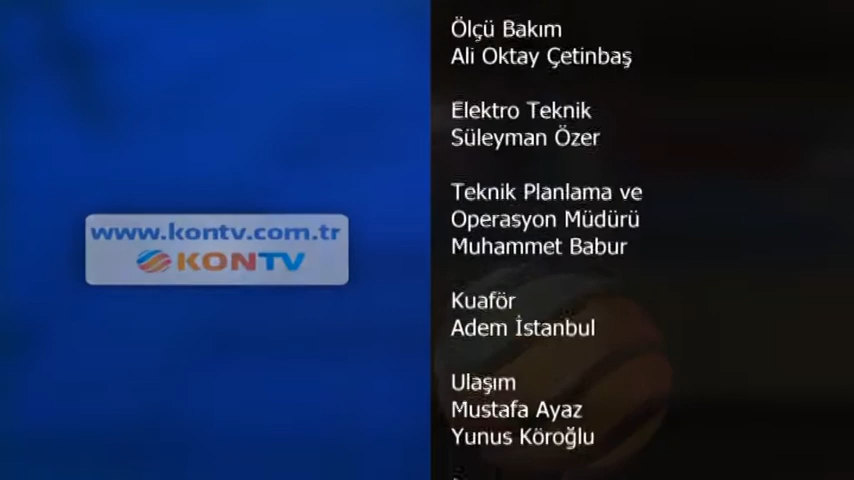 www.kontv.com.tr
KONTV
Ölçü Bakım
Ali Oktay Çetinbaş
Elektro Teknik
Süleyman Özer
Teknik Planlama ve
Operasyon Müdürü
Muhammet Babur
Kuaför
Adem İstanbul
Ulaşım
Mustafa Ayaz
Yunus Köroğlu